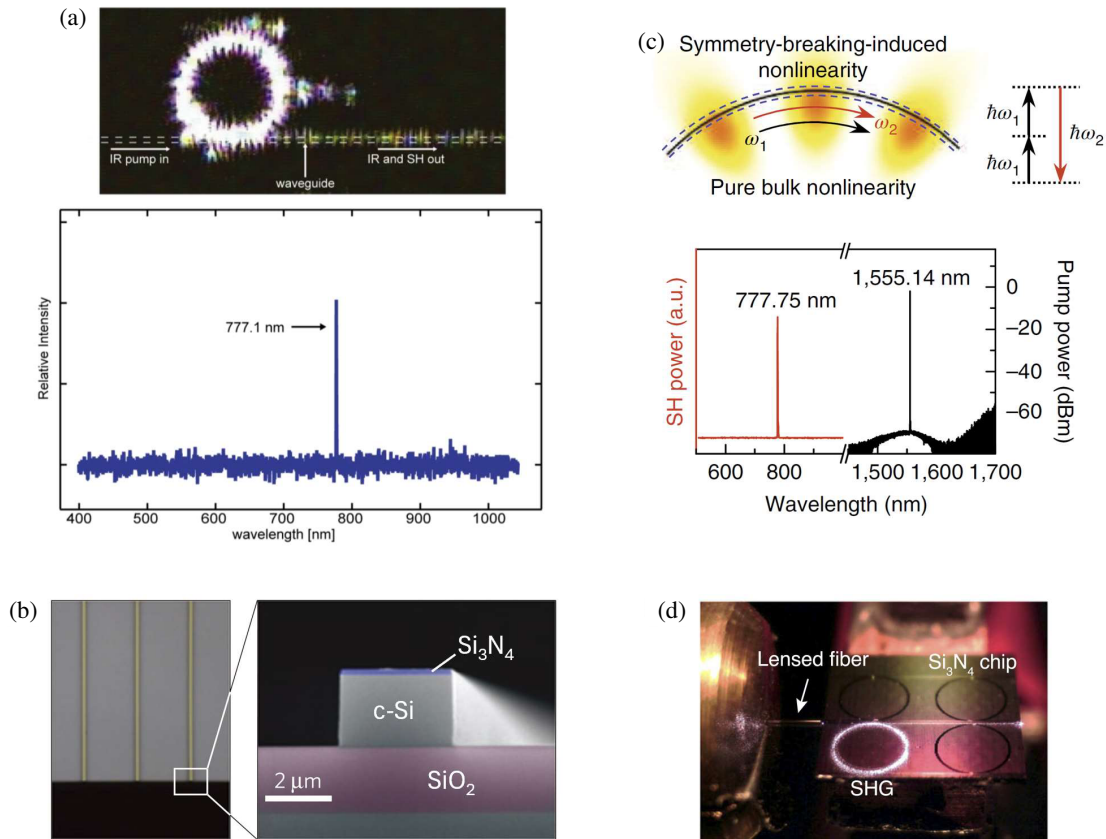 (a)
IR pump in
IR and SH out
waveguide
Relative Intensity
777.1 nm
400 500 600 700 800 900 1000
wavelength [nm]
(c)
Symmetry-breaking-induced
nonlinearity
ω₁
ω₂
Pure bulk nonlinearity
ħω₁
ħω₁
ħω₂
SH power (a.u.)
777.75 nm
1,555.14 nm
0
−20
−40
−60
Pump power (dBm)
600 800 1,500 1,600 1,700
Wavelength (nm)
(b)
Si₃N₄
c-Si
2 μm
SiO₂
(d)
Lensed fiber
Si₃N₄ chip
SHG